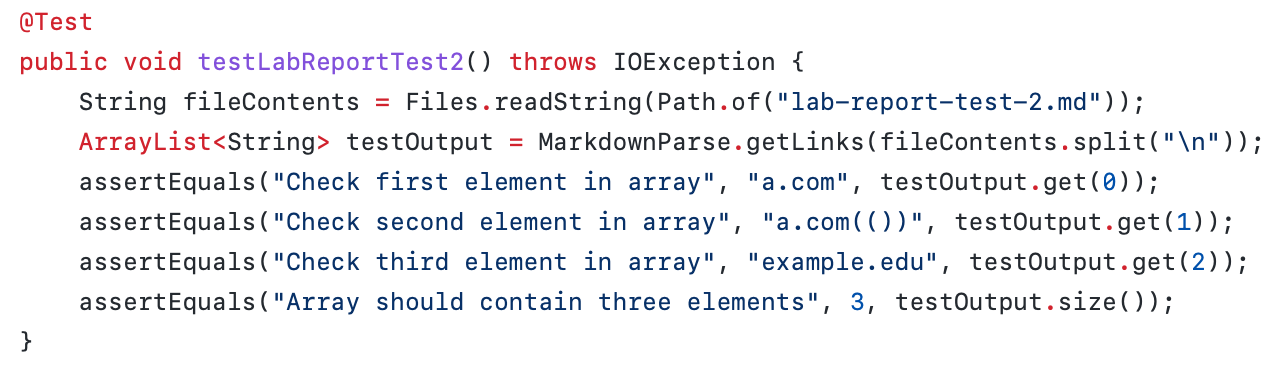 @Test
public void testLabReportTest2() throws IOException {
    String fileContents = Files.readString(Path.of("lab-report-test-2.md"));
    ArrayList<String> testOutput = MarkdownParse.getLinks(fileContents.split("\n"));
    assertEquals("Check first element in array", "a.com", testOutput.get(0));
    assertEquals("Check second element in array", "a.com(())", testOutput.get(1));
    assertEquals("Check third element in array", "example.edu", testOutput.get(2));
    assertEquals("Array should contain three elements", 3, testOutput.size());
}